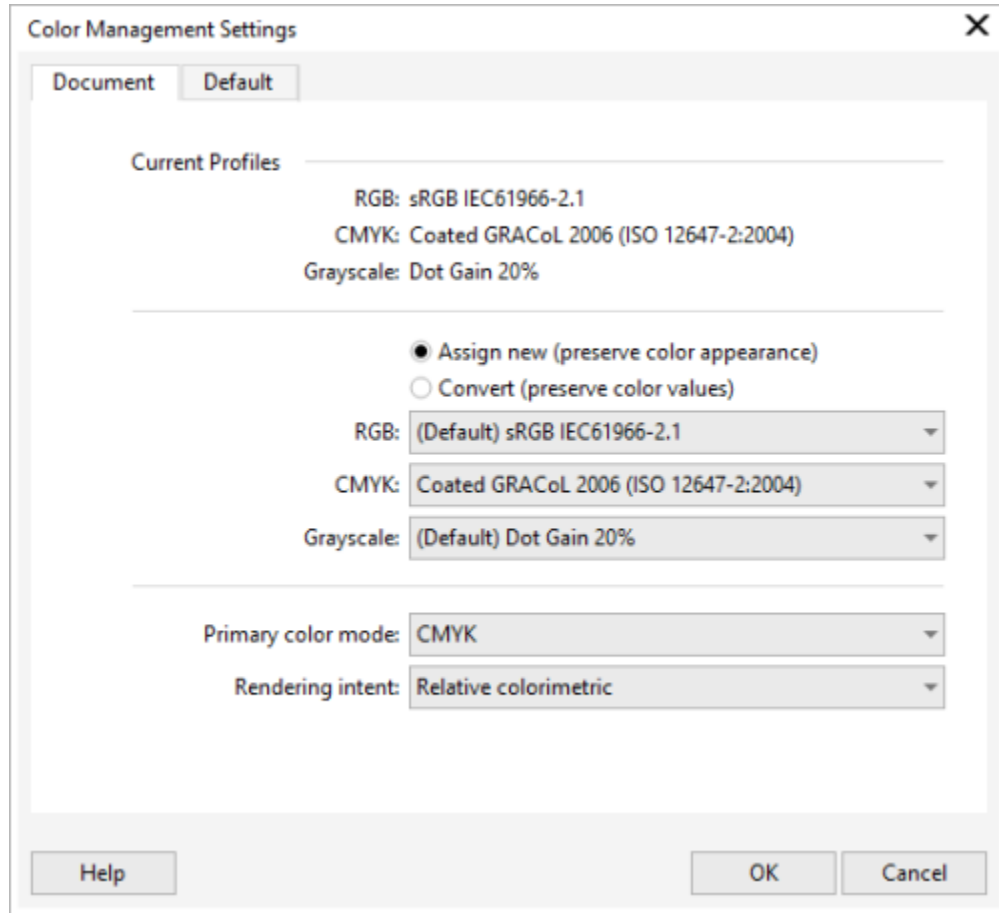 Color Management Settings
Document
Default
Current Profiles
RGB: sRGB IEC61966-2.1
CMYK: Coated GRACoL 2006 (ISO 12647-2:2004)
Grayscale: Dot Gain 20%
Assign new (preserve color appearance)
Convert (preserve color values)
RGB: (Default) sRGB IEC61966-2.1
CMYK: Coated GRACoL 2006 (ISO 12647-2:2004)
Grayscale: (Default) Dot Gain 20%
Primary color mode: CMYK
Rendering intent: Relative colorimetric
Help
OK
Cancel